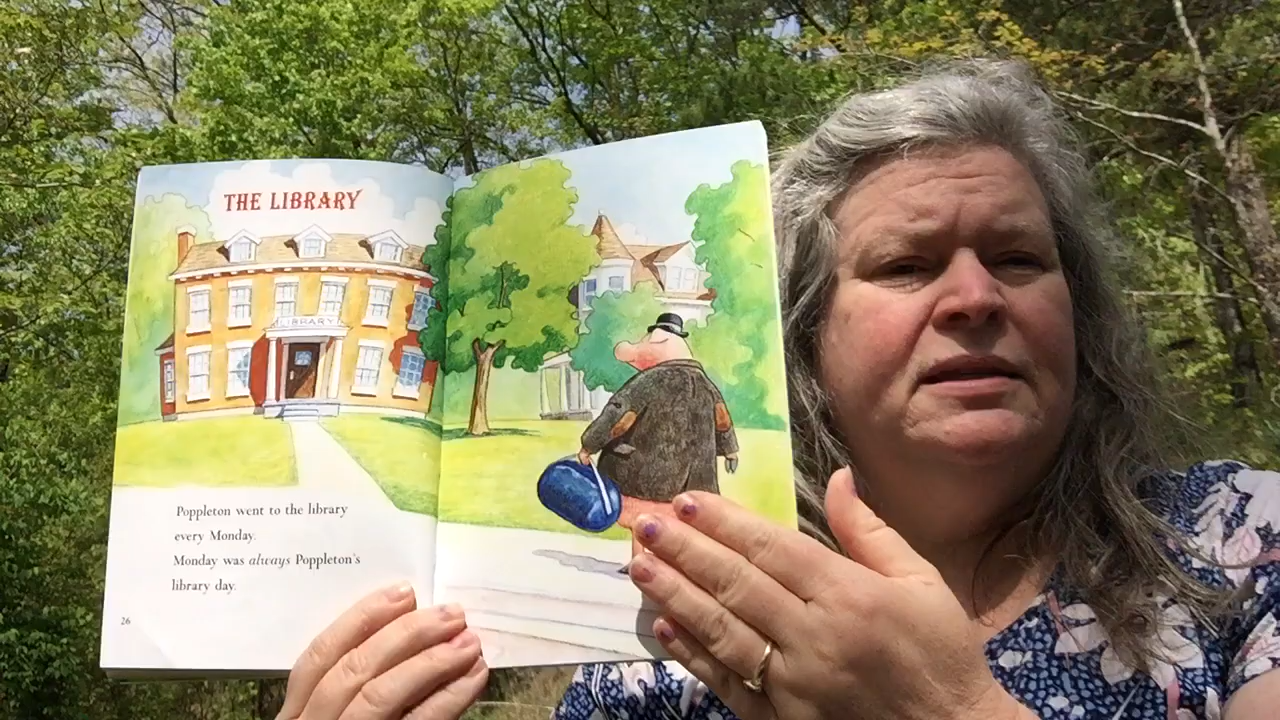 THE LIBRARY
LIBRARY
Poppleton went to the library
every Monday.
Monday was always Poppleton's
library day.
26